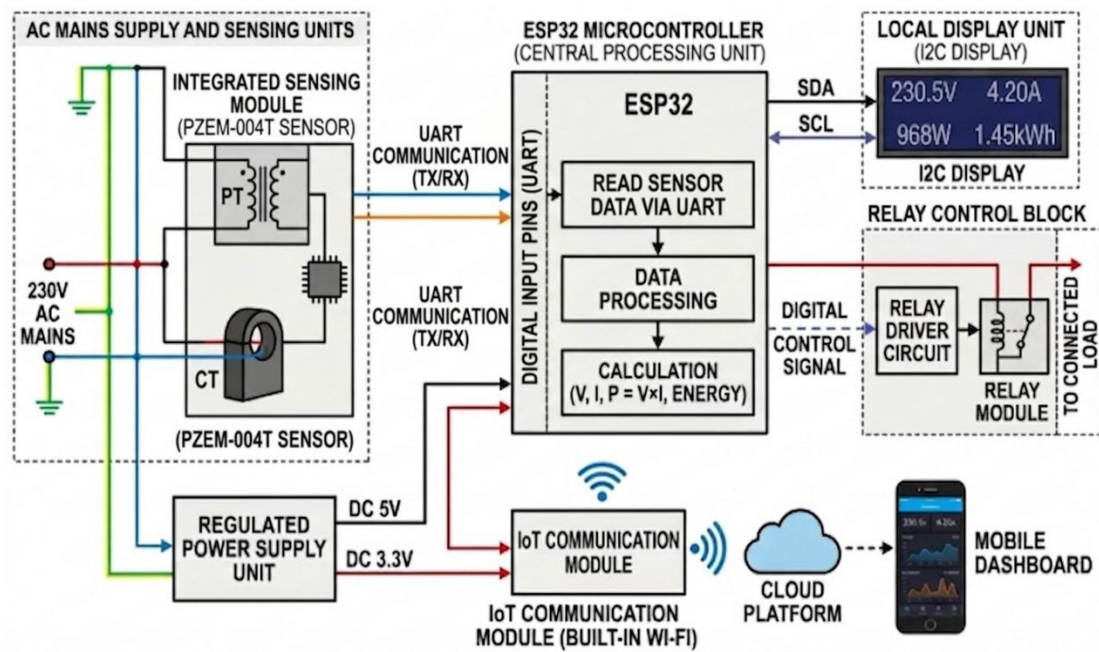 AC MAINS SUPPLY AND SENSING UNITS
INTEGRATED SENSING
MODULE
(PZEM-004T SENSOR)
PT
230V
AC
MAINS
CT
(PZEM-004T SENSOR)
UART
COMMUNICATION
(TX/RX)
UART
COMMUNICATION
(TX/RX)
ESP32 MICROCONTROLLER
(CENTRAL PROCESSING UNIT)
DIGITAL INPUT PINS (UART)
ESP32
READ SENSOR
DATA VIA UART
DATA
PROCESSING
CALCULATION
(V, I, P = V×I, ENERGY)
SDA
SCL
LOCAL DISPLAY UNIT
(I2C DISPLAY)
230.5V 4.20A
968W 1.45kWh
I2C DISPLAY
RELAY CONTROL BLOCK
DIGITAL
CONTROL
SIGNAL
RELAY
DRIVER
CIRCUIT
RELAY
MODULE
TO CONNECTED
LOAD
REGULATED
POWER SUPPLY
UNIT
DC 5V
DC 3.3V
IoT COMMUNICATION
MODULE
IoT COMMUNICATION
MODULE (BUILT-IN WI-FI)
CLOUD
PLATFORM
4.20A
MOBILE
DASHBOARD